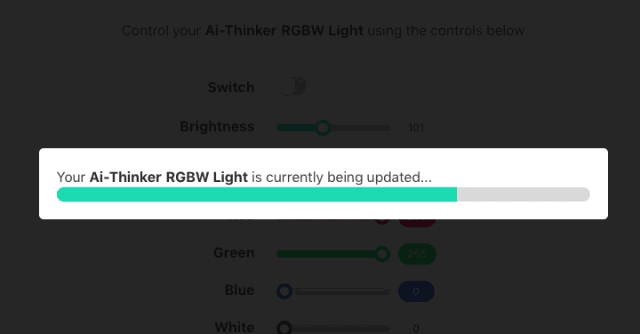 Control your Ai-Thinker RGBW Light using the controls below
Switch
Brightness 101
Your Ai-Thinker RGBW Light is currently being updated...
Green 255
Blue 0
White 0